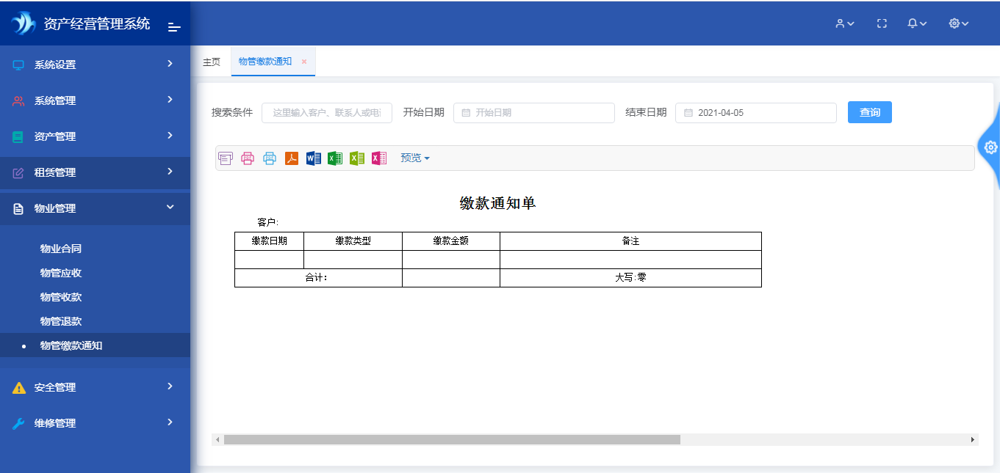 资产经营管理系统
系统设置
系统管理
资产管理
租赁管理
物业管理
物业合同
物管应收
物管收款
物管退款
物管缴款通知
安全管理
维修管理
主页 物管缴款通知 ×
搜索条件 这里输入客户、联系人或电 开始日期 开始日期 结束日期 2021-04-05 查询
预览
缴款通知单
客户:
缴款日期 缴款类型 缴款金额 备注
合计: 大写:零